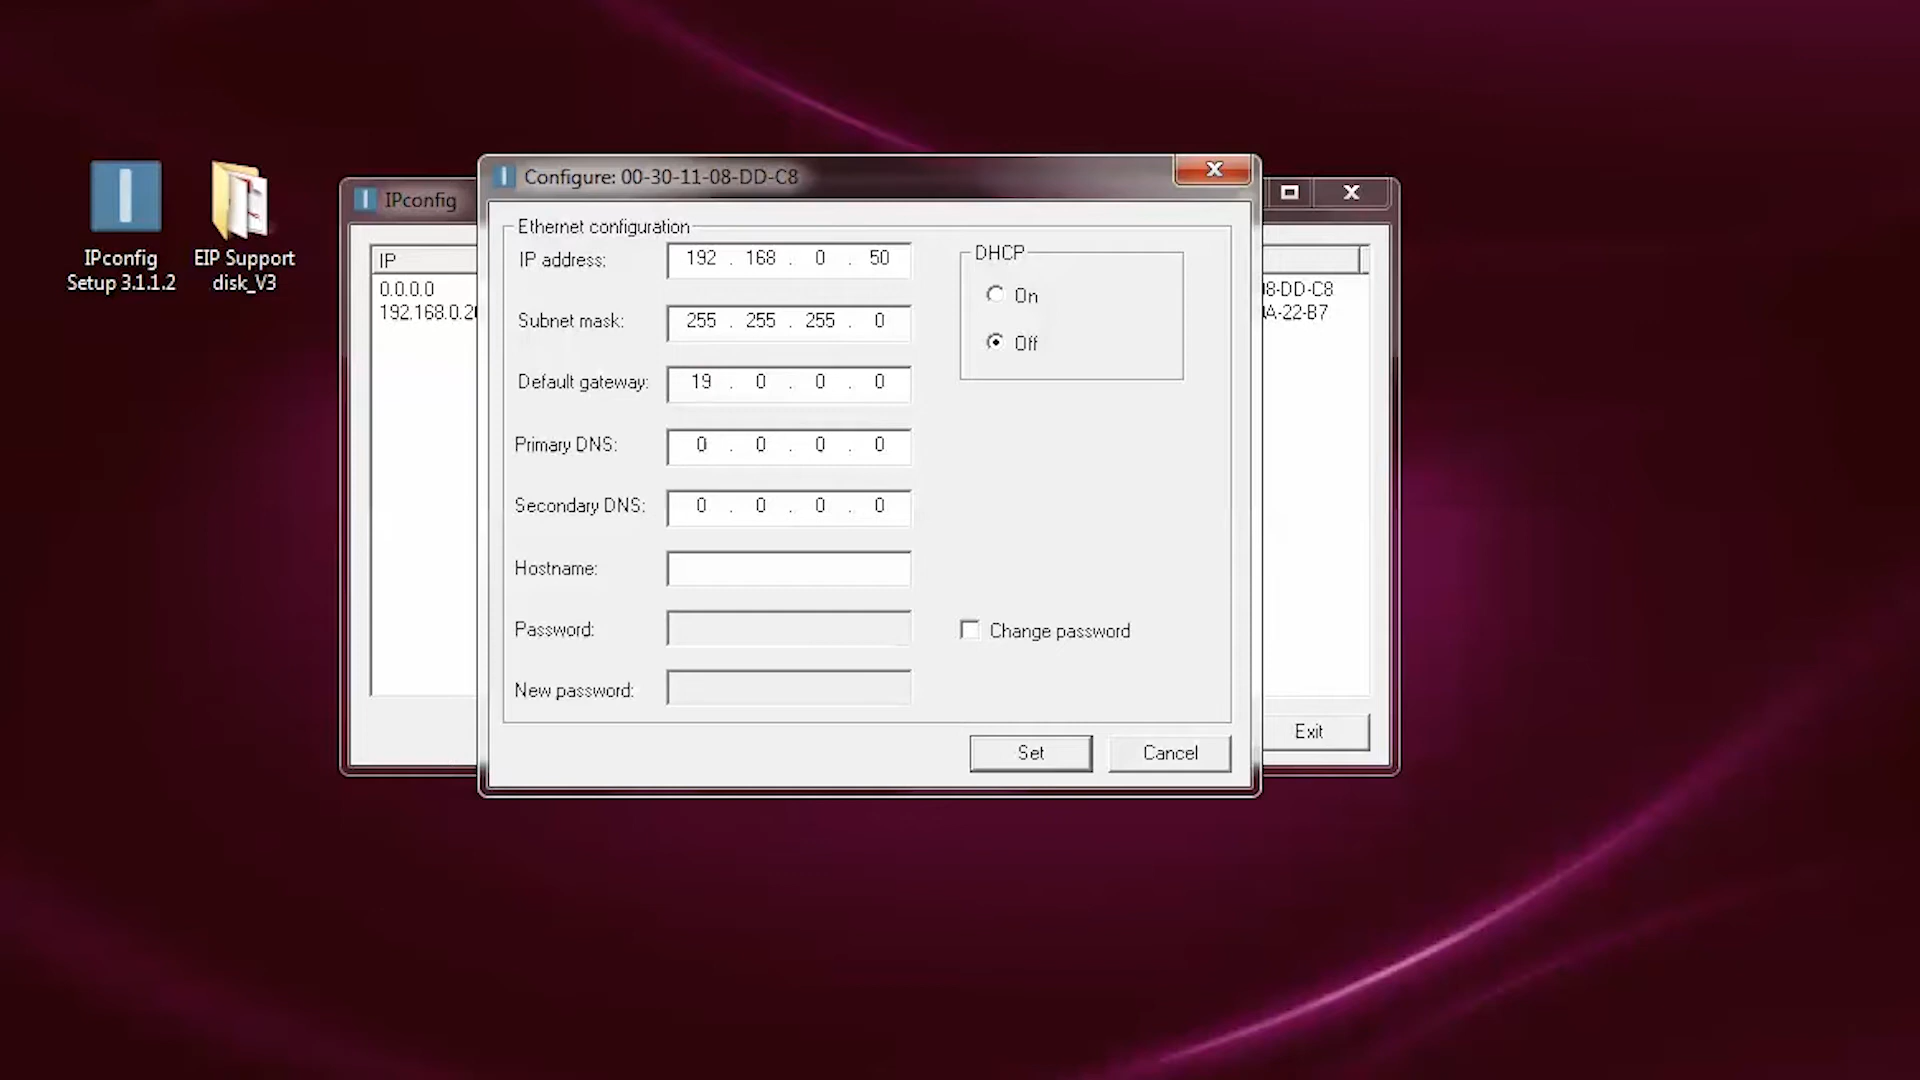 IPconfig
Setup 3.1.1.2
EIP Support
disk_V3
IPconfig
IP
0.0.0.0
192.168.0.20
8-DD-C8
A-22-B7
Exit
Configure: 00-30-11-08-DD-C8
Ethernet configuration
IP address: 192 . 168 . 0 . 50
Subnet mask: 255 . 255 . 255 . 0
Default gateway: 19 . 0 . 0 . 0
Primary DNS: 0 . 0 . 0 . 0
Secondary DNS: 0 . 0 . 0 . 0
Hostname:
Password:
New password:
DHCP
On
Off
Change password
Set
Cancel